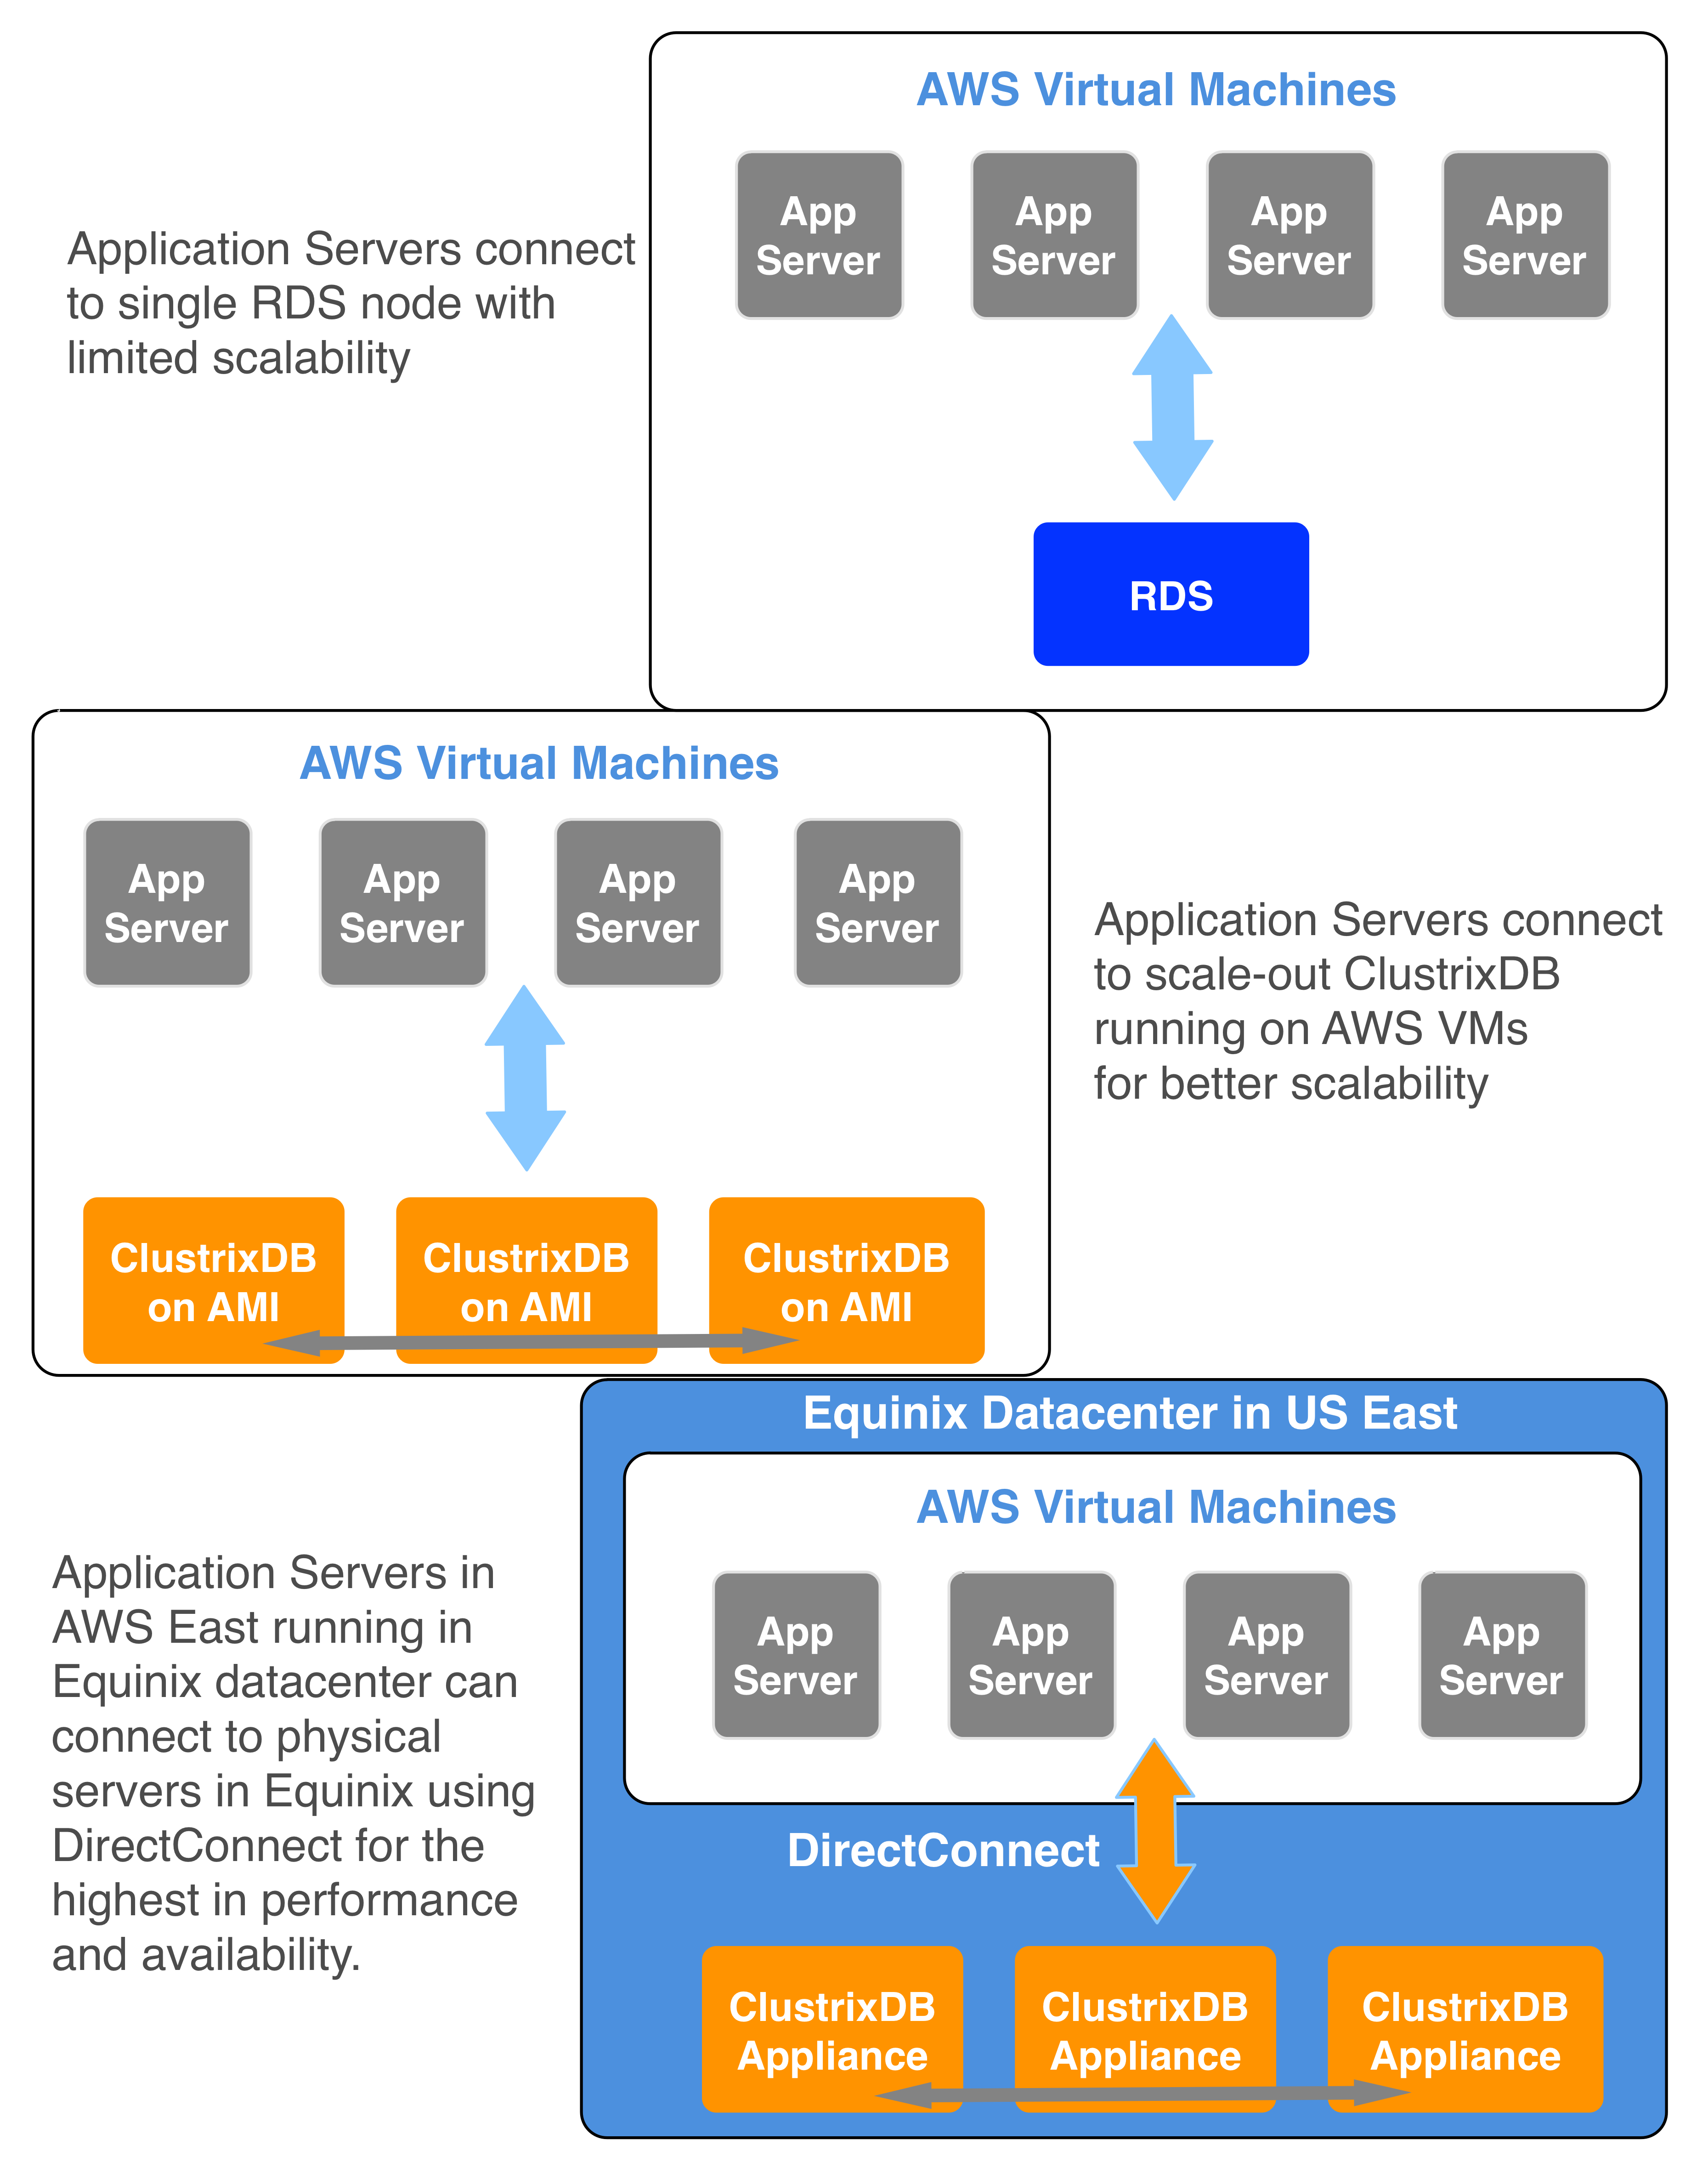 AWS Virtual Machines
App
Server
App
Server
App
Server
App
Server
Application Servers connect
to single RDS node with
limited scalability
RDS
AWS Virtual Machines
App
Server
App
Server
App
Server
App
Server
Application Servers connect
to scale-out ClustrixDB
running on AWS VMs
for better scalability
ClustrixDB
on AMI
ClustrixDB
on AMI
ClustrixDB
on AMI
Equinix Datacenter in US East
AWS Virtual Machines
App
Server
App
Server
App
Server
App
Server
Application Servers in
AWS East running in
Equinix datacenter can
connect to physical
servers in Equinix using
DirectConnect for the
highest in performance
and availability.
DirectConnect
ClustrixDB
Appliance
ClustrixDB
Appliance
ClustrixDB
Appliance